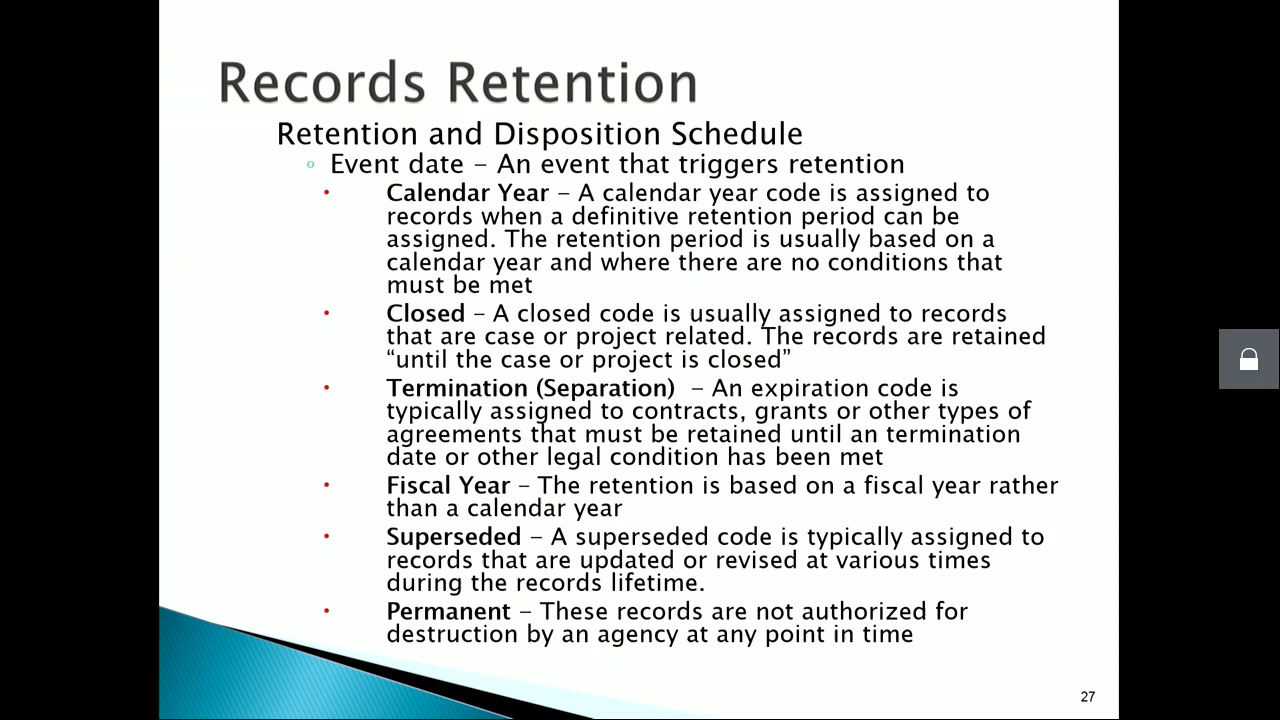 Records Retention
Retention and Disposition Schedule
Event date – An event that triggers retention
Calendar Year – A calendar year code is assigned to
records when a definitive retention period can be
assigned. The retention period is usually based on a
calendar year and where there are no conditions that
must be met
Closed – A closed code is usually assigned to records
that are case or project related. The records are retained
“until the case or project is closed”
Termination (Separation) – An expiration code is
typically assigned to contracts, grants or other types of
agreements that must be retained until an termination
date or other legal condition has been met
Fiscal Year – The retention is based on a fiscal year rather
than a calendar year
Superseded – A superseded code is typically assigned to
records that are updated or revised at various times
during the records lifetime.
Permanent – These records are not authorized for
destruction by an agency at any point in time
27